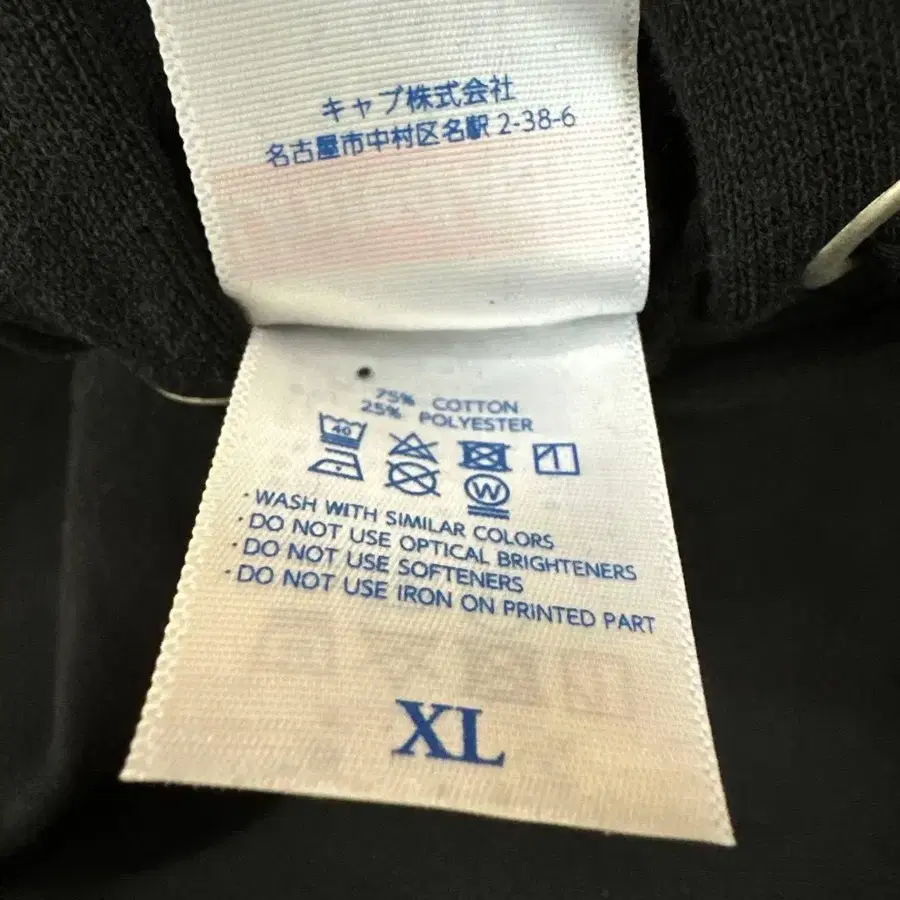 キャブ株式会社
名古屋市中村区名駅 2-38-6
75% COTTON
25% POLYESTER
40
W
· WASH WITH SIMILAR COLORS
· DO NOT USE OPTICAL BRIGHTENERS
· DO NOT USE SOFTENERS
· DO NOT USE IRON ON PRINTED PART
XL